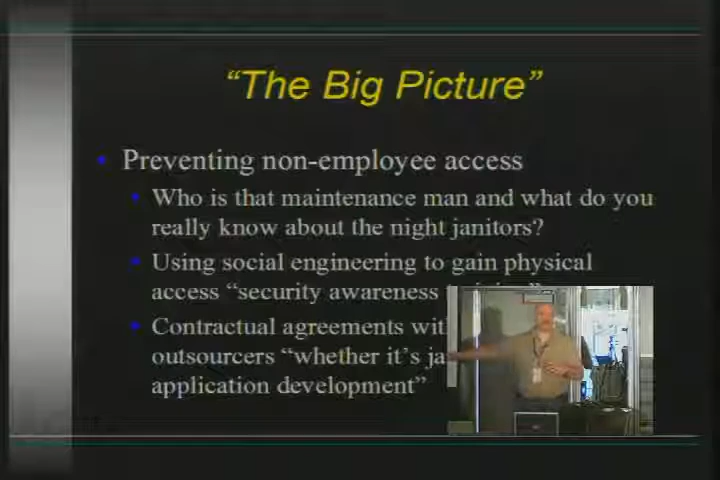 “The Big Picture”
Preventing non-employee access
Who is that maintenance man and what do you
really know about the night janitors?
Using social engineering to gain physical
access “security awareness
Contractual agreements
outsourcers “whether it’s
application development”